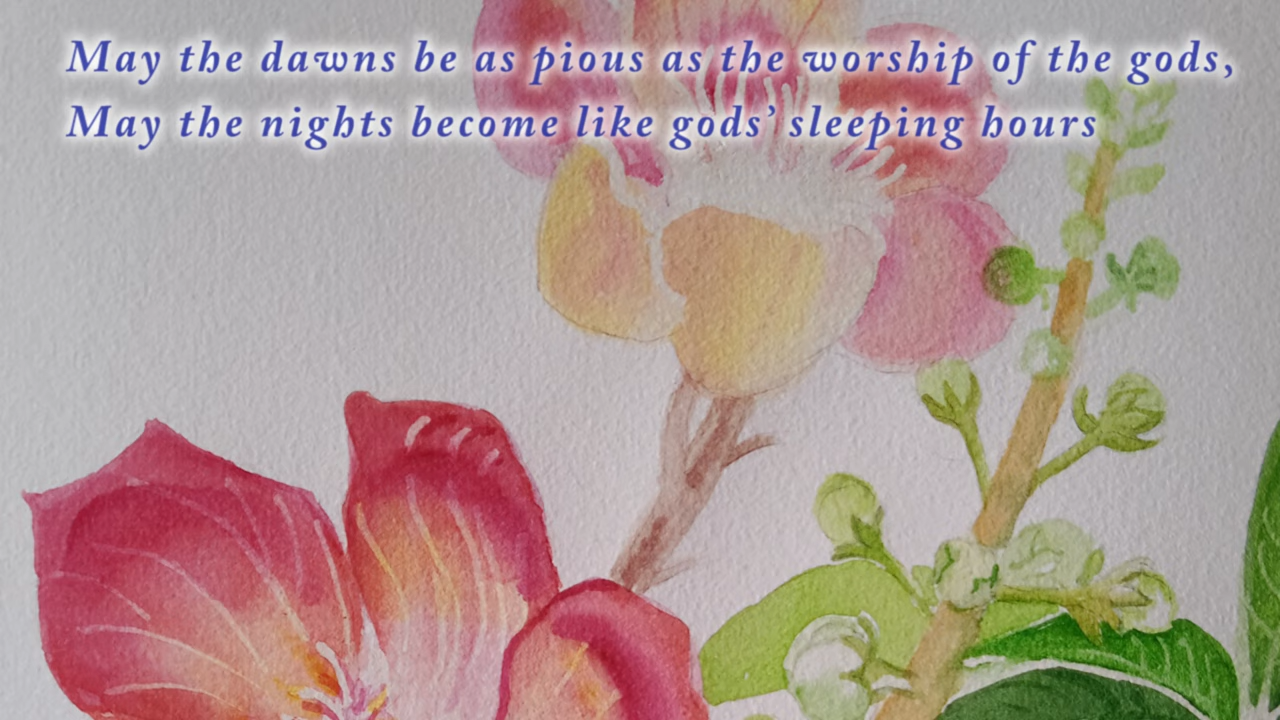 May the dawns be as pious as the worship of the gods,
May the nights become like gods’ sleeping hours